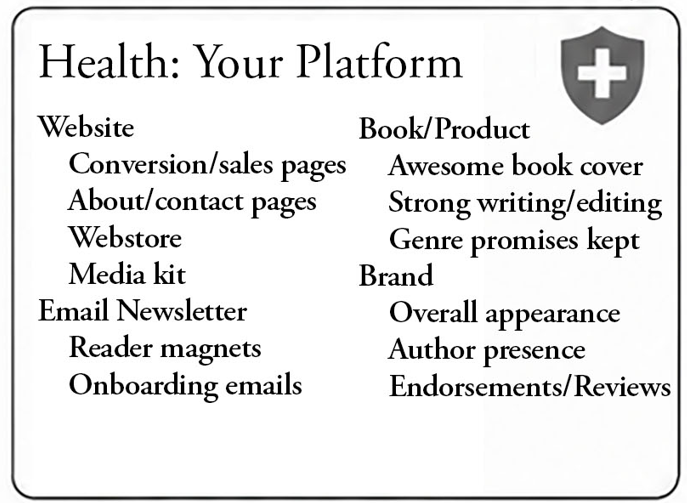 Health: Your Platform
Website
Conversion/sales pages
About/contact pages
Webstore
Media kit
Email Newsletter
Reader magnets
Onboarding emails
Book/Product
Awesome book cover
Strong writing/editing
Genre promises kept
Brand
Overall appearance
Author presence
Endorsements/Reviews